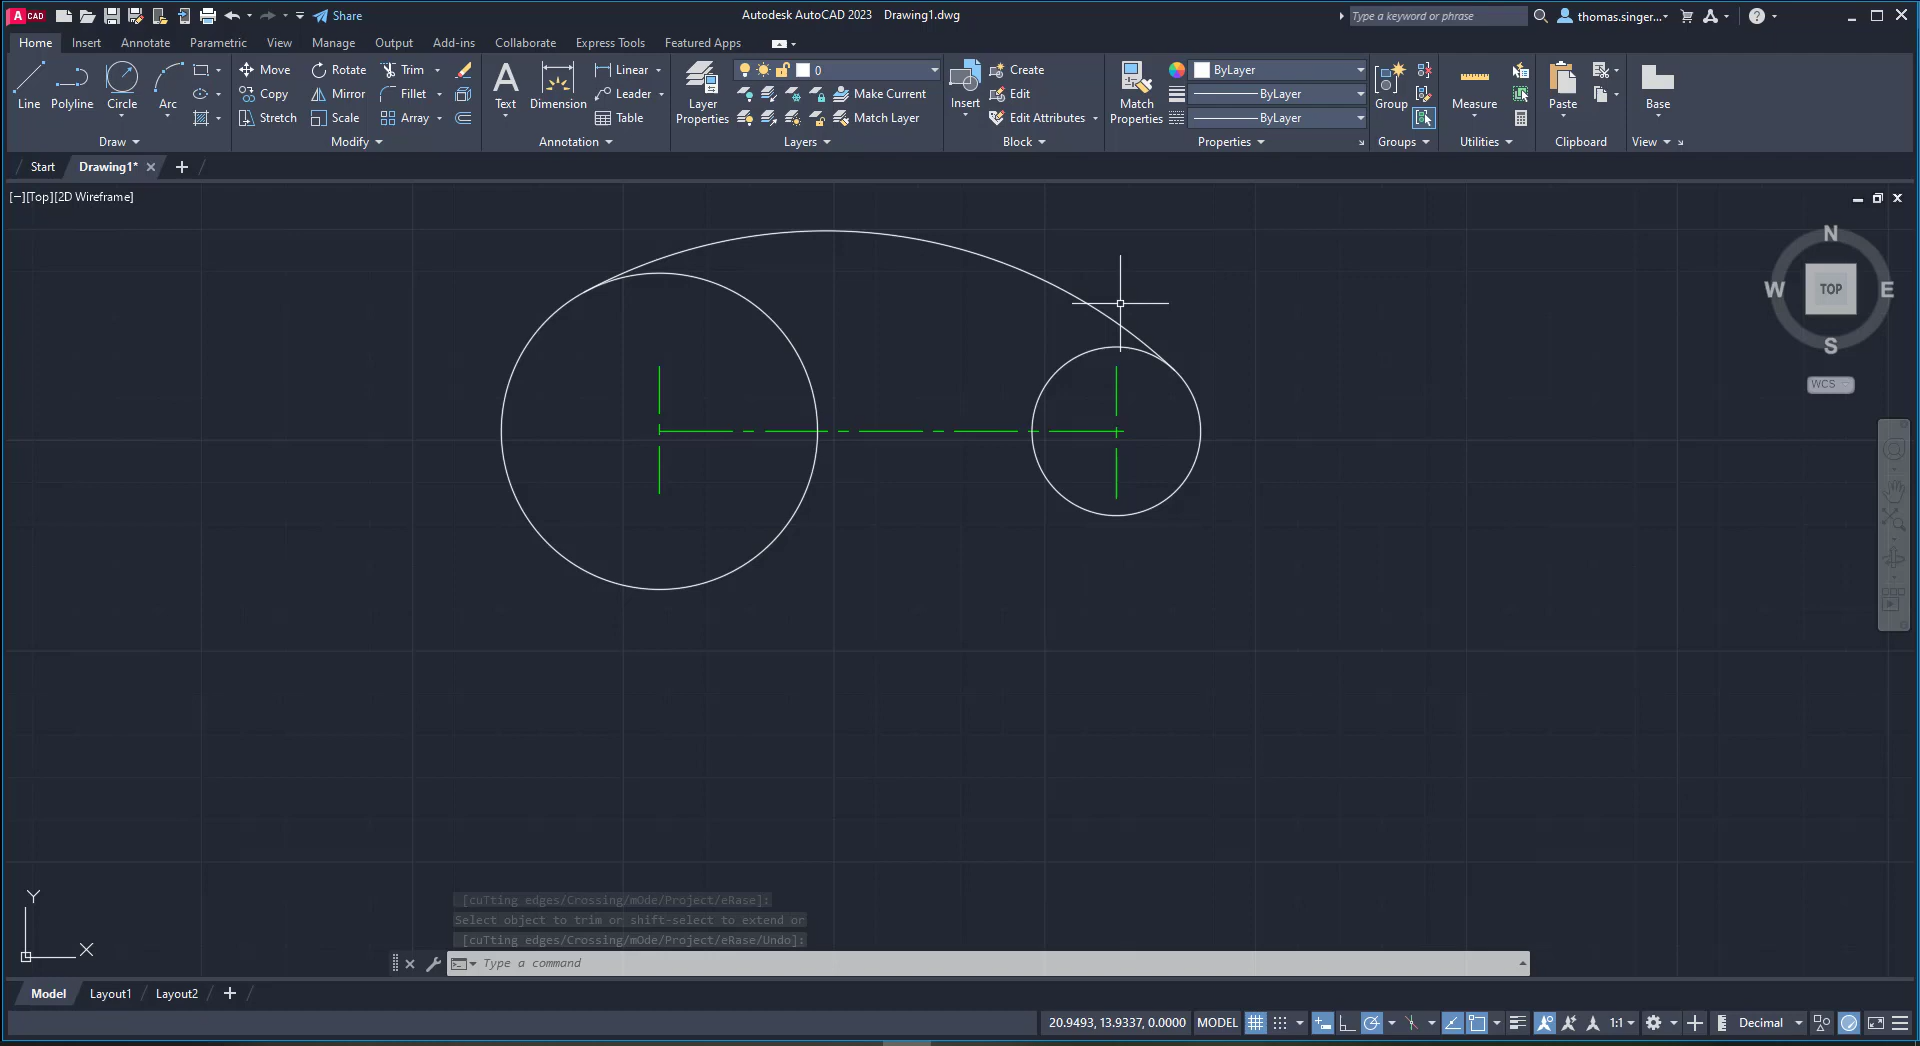 A CAD Share Autodesk AutoCAD 2023 Drawing1.dwg Type a keyword or phrase thomas.singer... ?
Home Insert Annotate Parametric View Manage Output Add-ins Collaborate Express Tools Featured Apps
Line Polyline Circle Arc
Move Rotate Trim
Copy Mirror Fillet
Stretch Scale Array
A Text Dimension
Linear
Leader
Table
Layer Properties
0
Make Current
Match Layer
Insert
Create
Edit
Edit Attributes
Match Properties
ByLayer
ByLayer
ByLayer
Group
Measure
Paste
Base
Draw Modify Annotation Layers Block Properties Groups Utilities Clipboard View
Start Drawing1* +
[−][Top][2D Wireframe]
N
W TOP E
S
WCS
Y
X
[cuTting edges/Crossing/mOde/Project/eRase]:
Select object to trim or shift-select to extend or
[cuTting edges/Crossing/mOde/Project/eRase/Undo]:
Type a command
Model Layout1 Layout2 +
20.9493, 13.9337, 0.0000 MODEL 1:1 Decimal